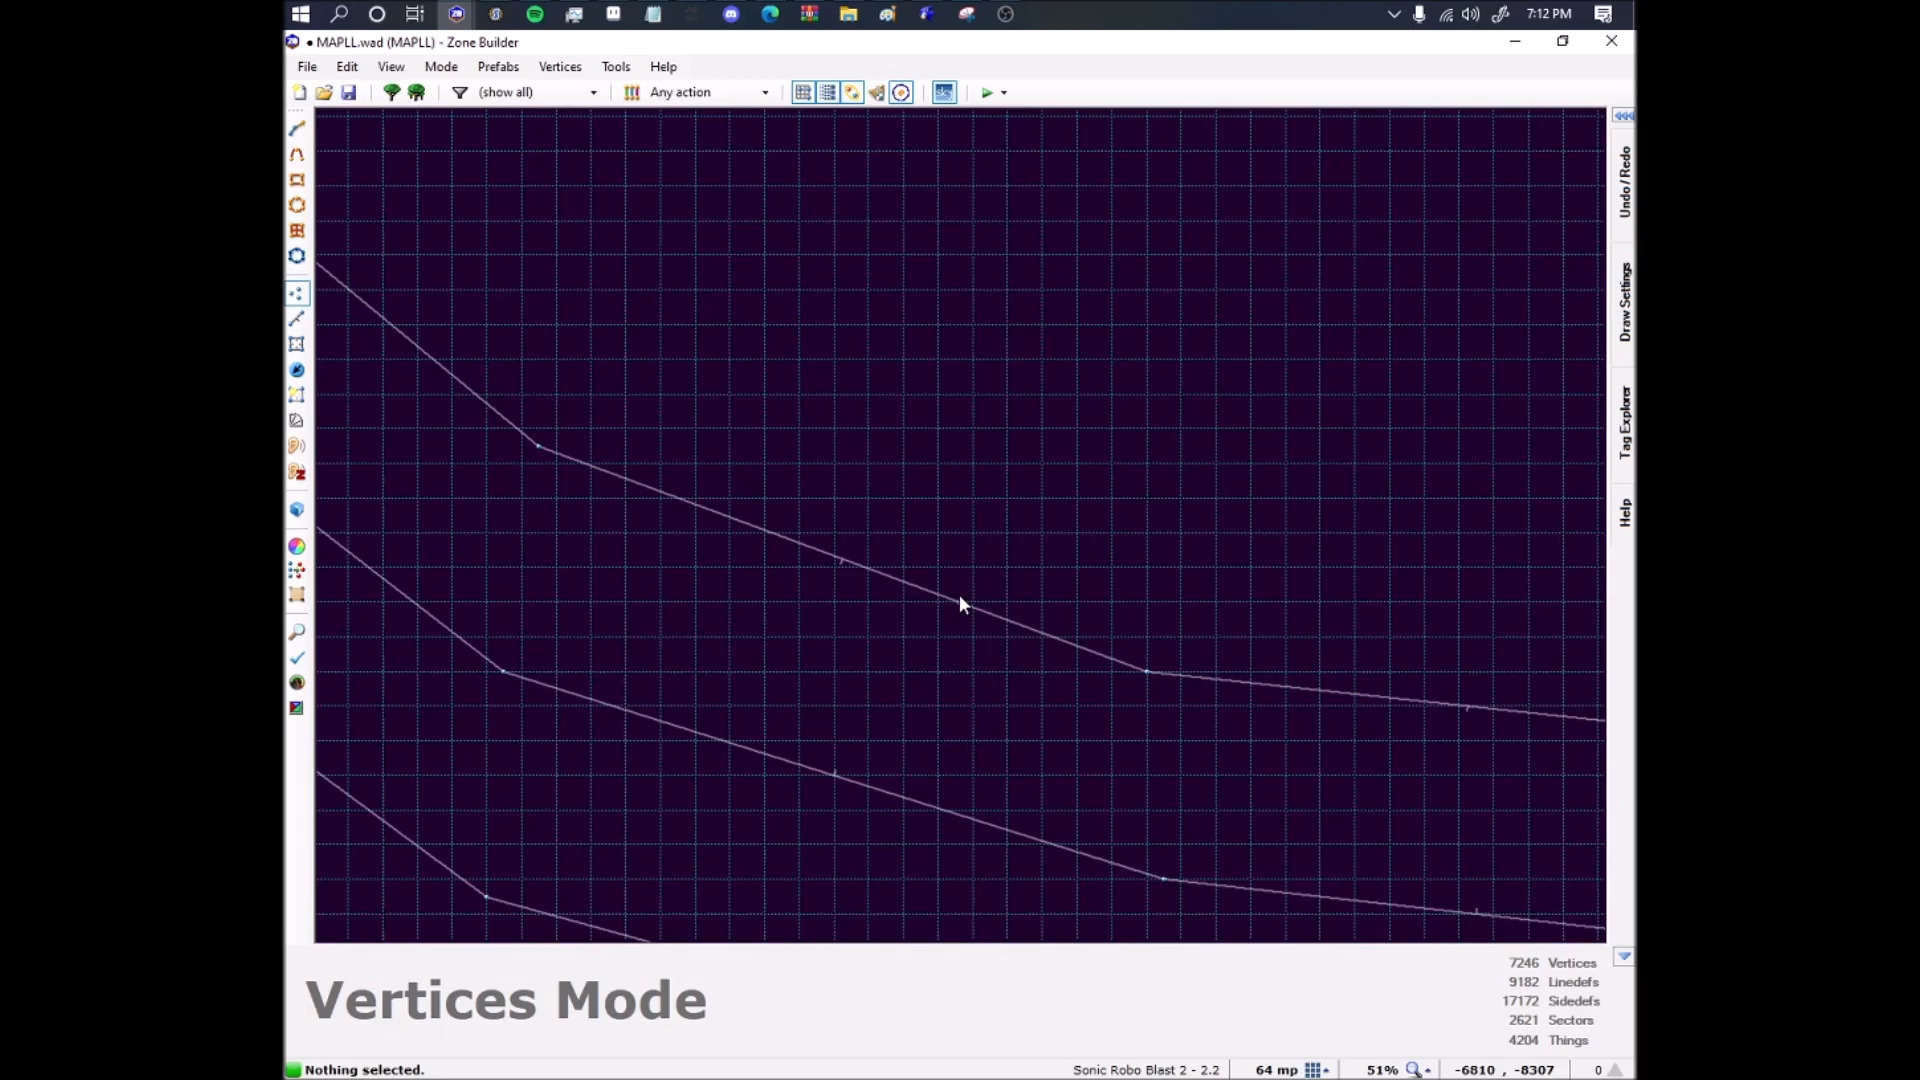 7:12 PM
• MAPLL.wad (MAPLL) - Zone Builder
File Edit View Mode Prefabs Vertices Tools Help
(show all) Any action sky
Undo/Redo
Draw Settings
Tag Explorer
Help
Vertices Mode
7246 Vertices
9182 Linedefs
17172 Sidedefs
2621 Sectors
4204 Things
Nothing selected. Sonic Robo Blast 2 - 2.2 64 mp 51% -6810 , -8307 0